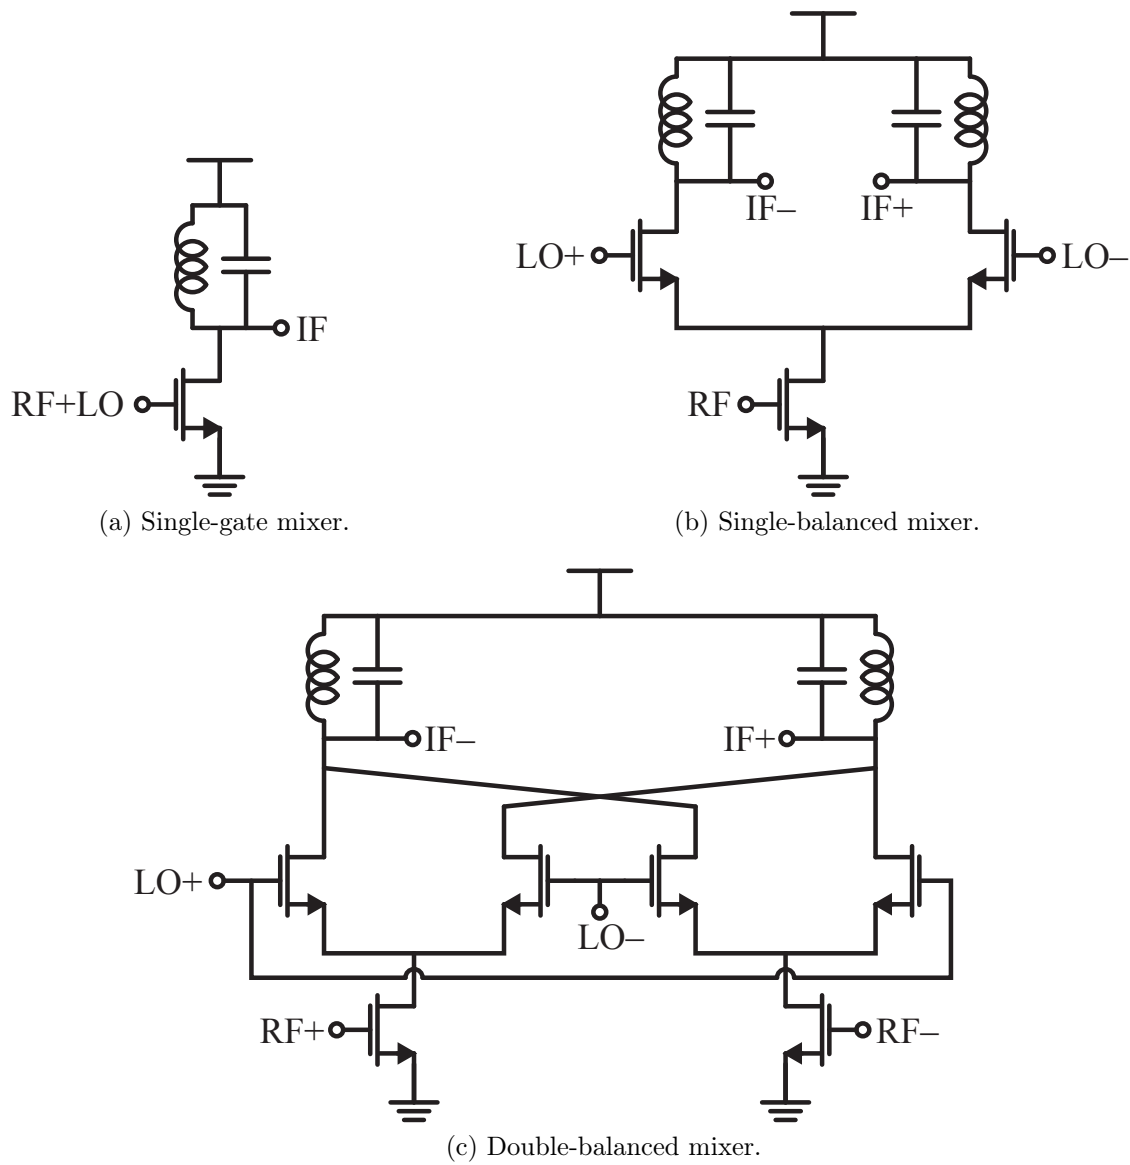 IF– IF+
LO+ LO–
IF
RF+LO RF
(a) Single-gate mixer. (b) Single-balanced mixer.
IF– IF+
LO+
LO–
RF+ RF–
(c) Double-balanced mixer.